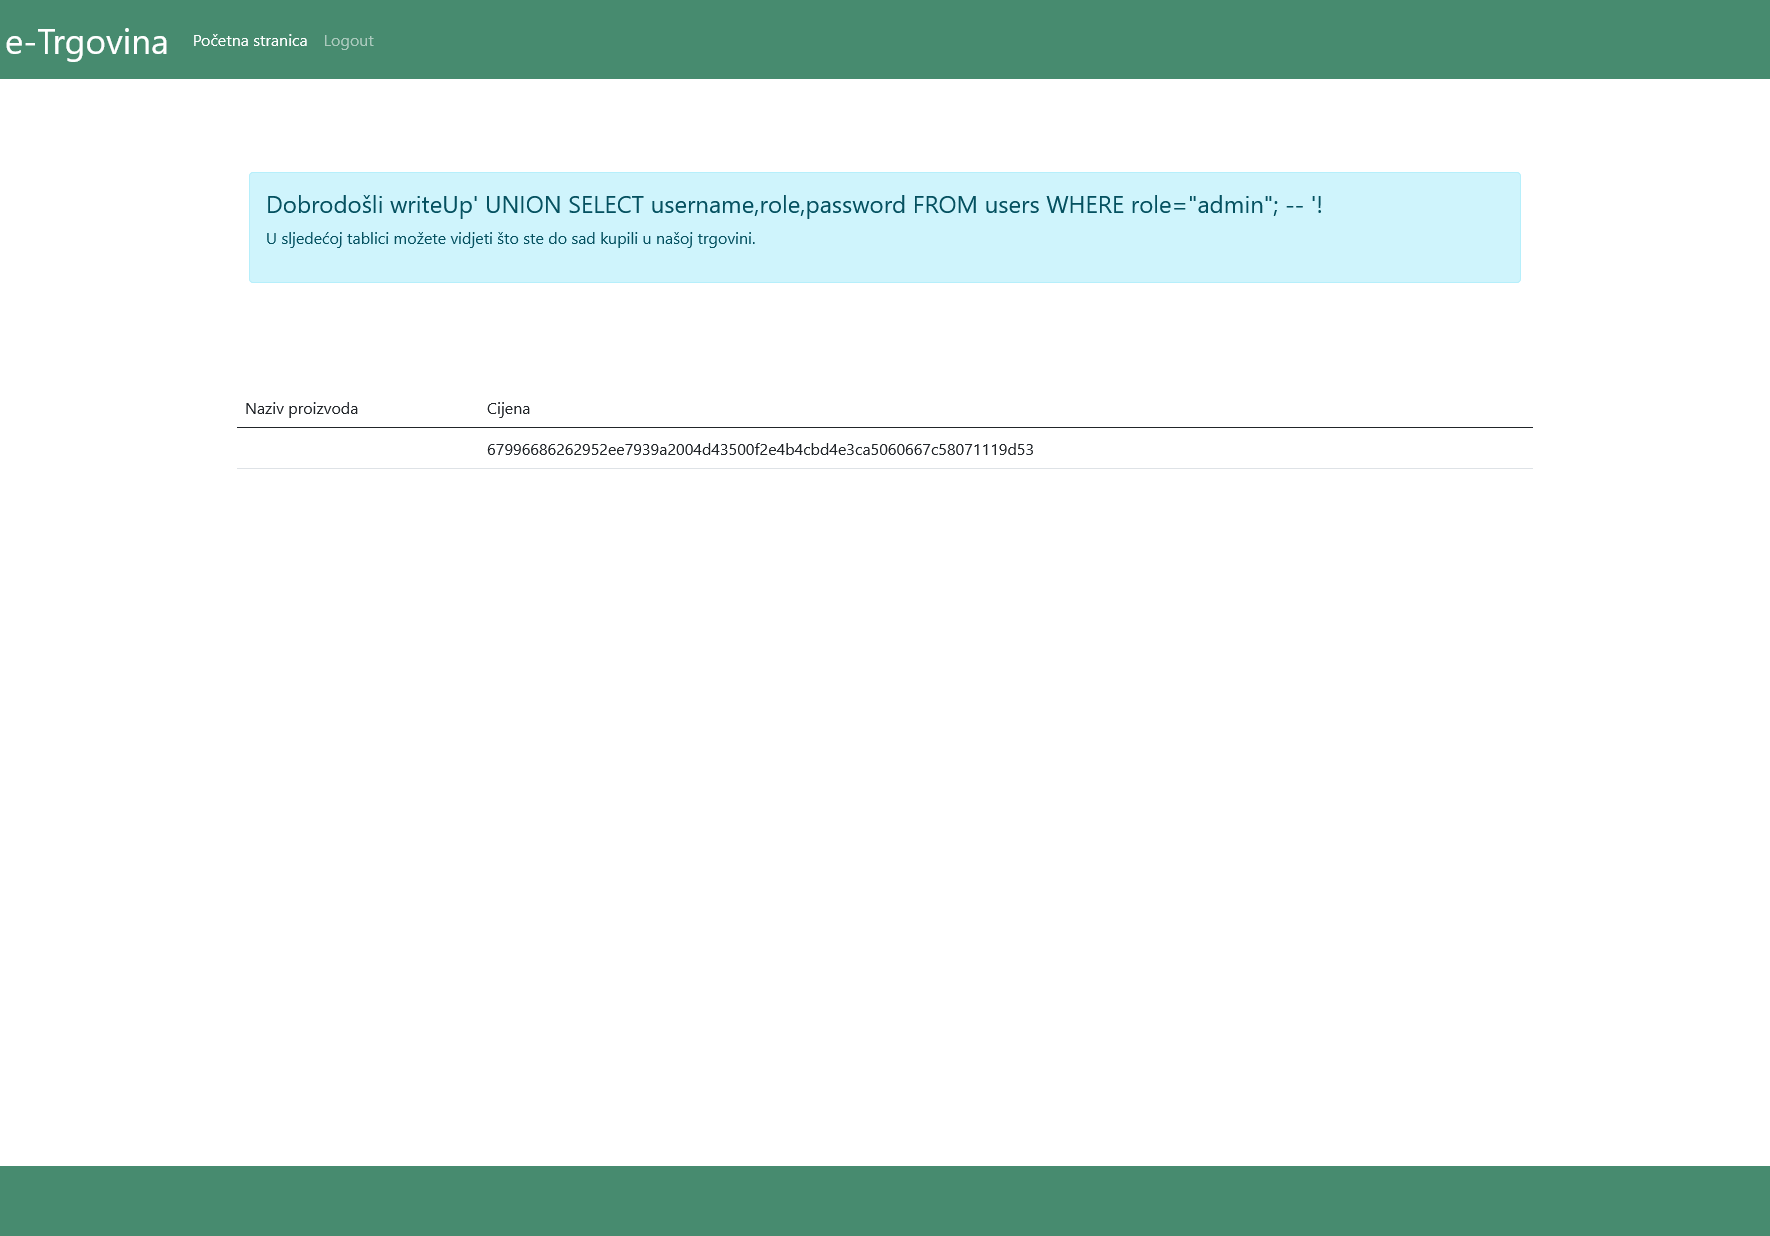 e-Trgovina Početna stranica Logout
Dobrodošli writeUp' UNION SELECT username,role,password FROM users WHERE role="admin"; -- '!
U sljedećoj tablici možete vidjeti što ste do sad kupili u našoj trgovini.
Naziv proizvoda Cijena
67996686262952ee7939a2004d43500f2e4b4cbd4e3ca5060667c58071119d53